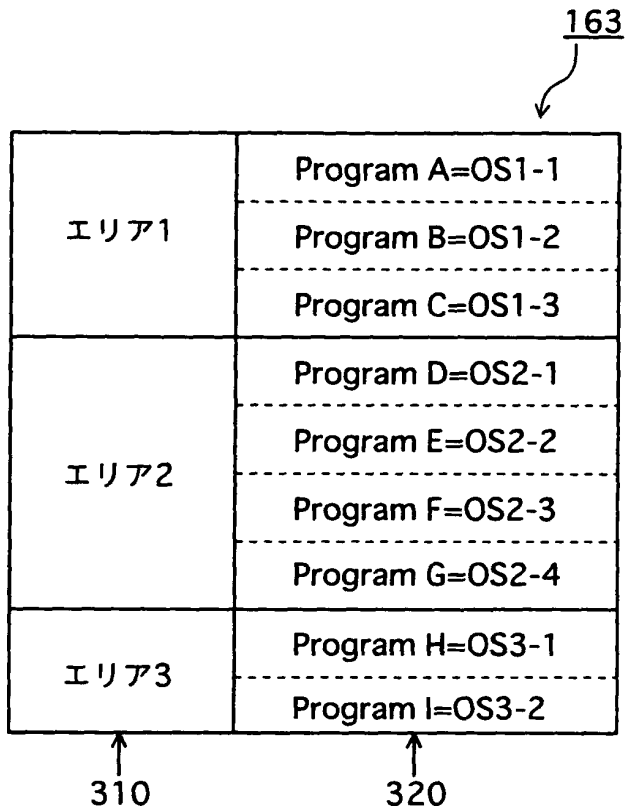 163
エリア1
Program A=OS1-1
Program B=OS1-2
Program C=OS1-3
エリア2
Program D=OS2-1
Program E=OS2-2
Program F=OS2-3
Program G=OS2-4
エリア3
Program H=OS3-1
Program I=OS3-2
310
320